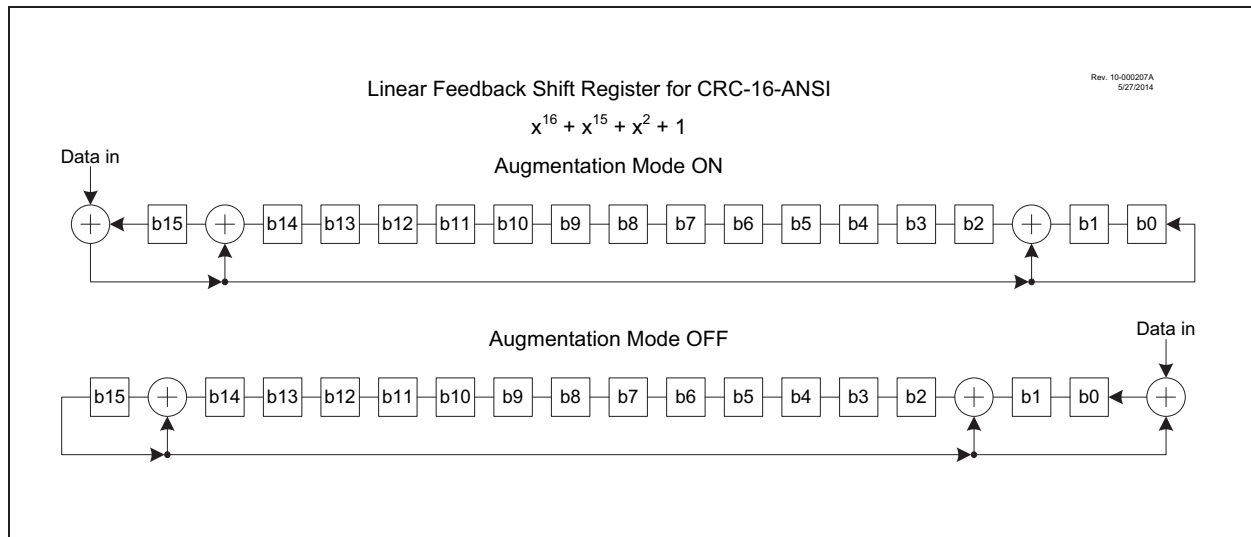 Rev. 10-000207A
5/27/2014
Linear Feedback Shift Register for CRC-16-ANSI
x¹⁶ + x¹⁵ + x² + 1
Augmentation Mode ON
Data in
+ b15 + b14 b13 b12 b11 b10 b9 b8 b7 b6 b5 b4 b3 b2 + b1 b0
Augmentation Mode OFF
Data in
b15 + b14 b13 b12 b11 b10 b9 b8 b7 b6 b5 b4 b3 b2 + b1 b0 +